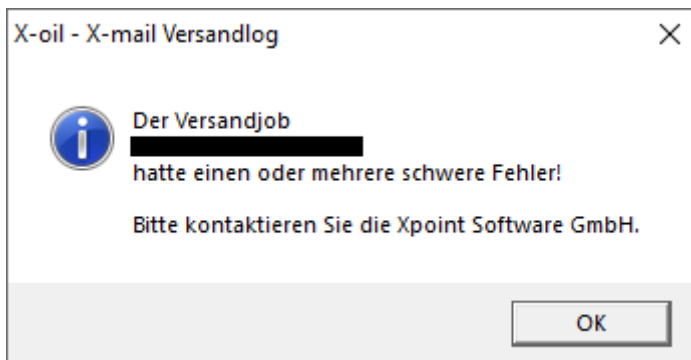 X-oil - X-mail Versandlog
Der Versandjob
hatte einen oder mehrere schwere Fehler!
Bitte kontaktieren Sie die Xpoint Software GmbH.
OK